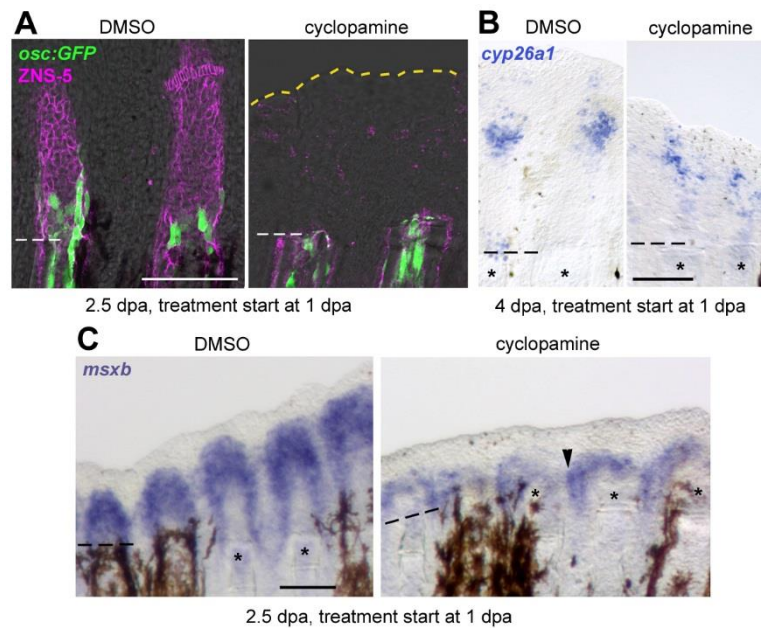 A
DMSO
cyclopamine
osc:GFP
ZNS-5
2.5 dpa, treatment start at 1 dpa
B
DMSO
cyclopamine
cyp26a1
*
*
*
*
4 dpa, treatment start at 1 dpa
C
DMSO
cyclopamine
msxb
*
*
*
*
*
2.5 dpa, treatment start at 1 dpa